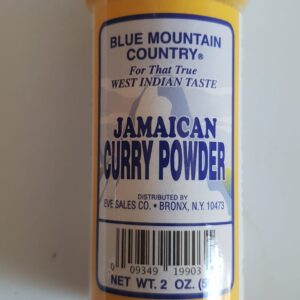 BLUE MOUNTAIN
COUNTRY®
For That True
WEST INDIAN TASTE
JAMAICAN
CURRY POWDER
DISTRIBUTED BY
EVE SALES CO. • BRONX, N.Y. 10473
0 09349 19903
NET WT. 2 OZ.